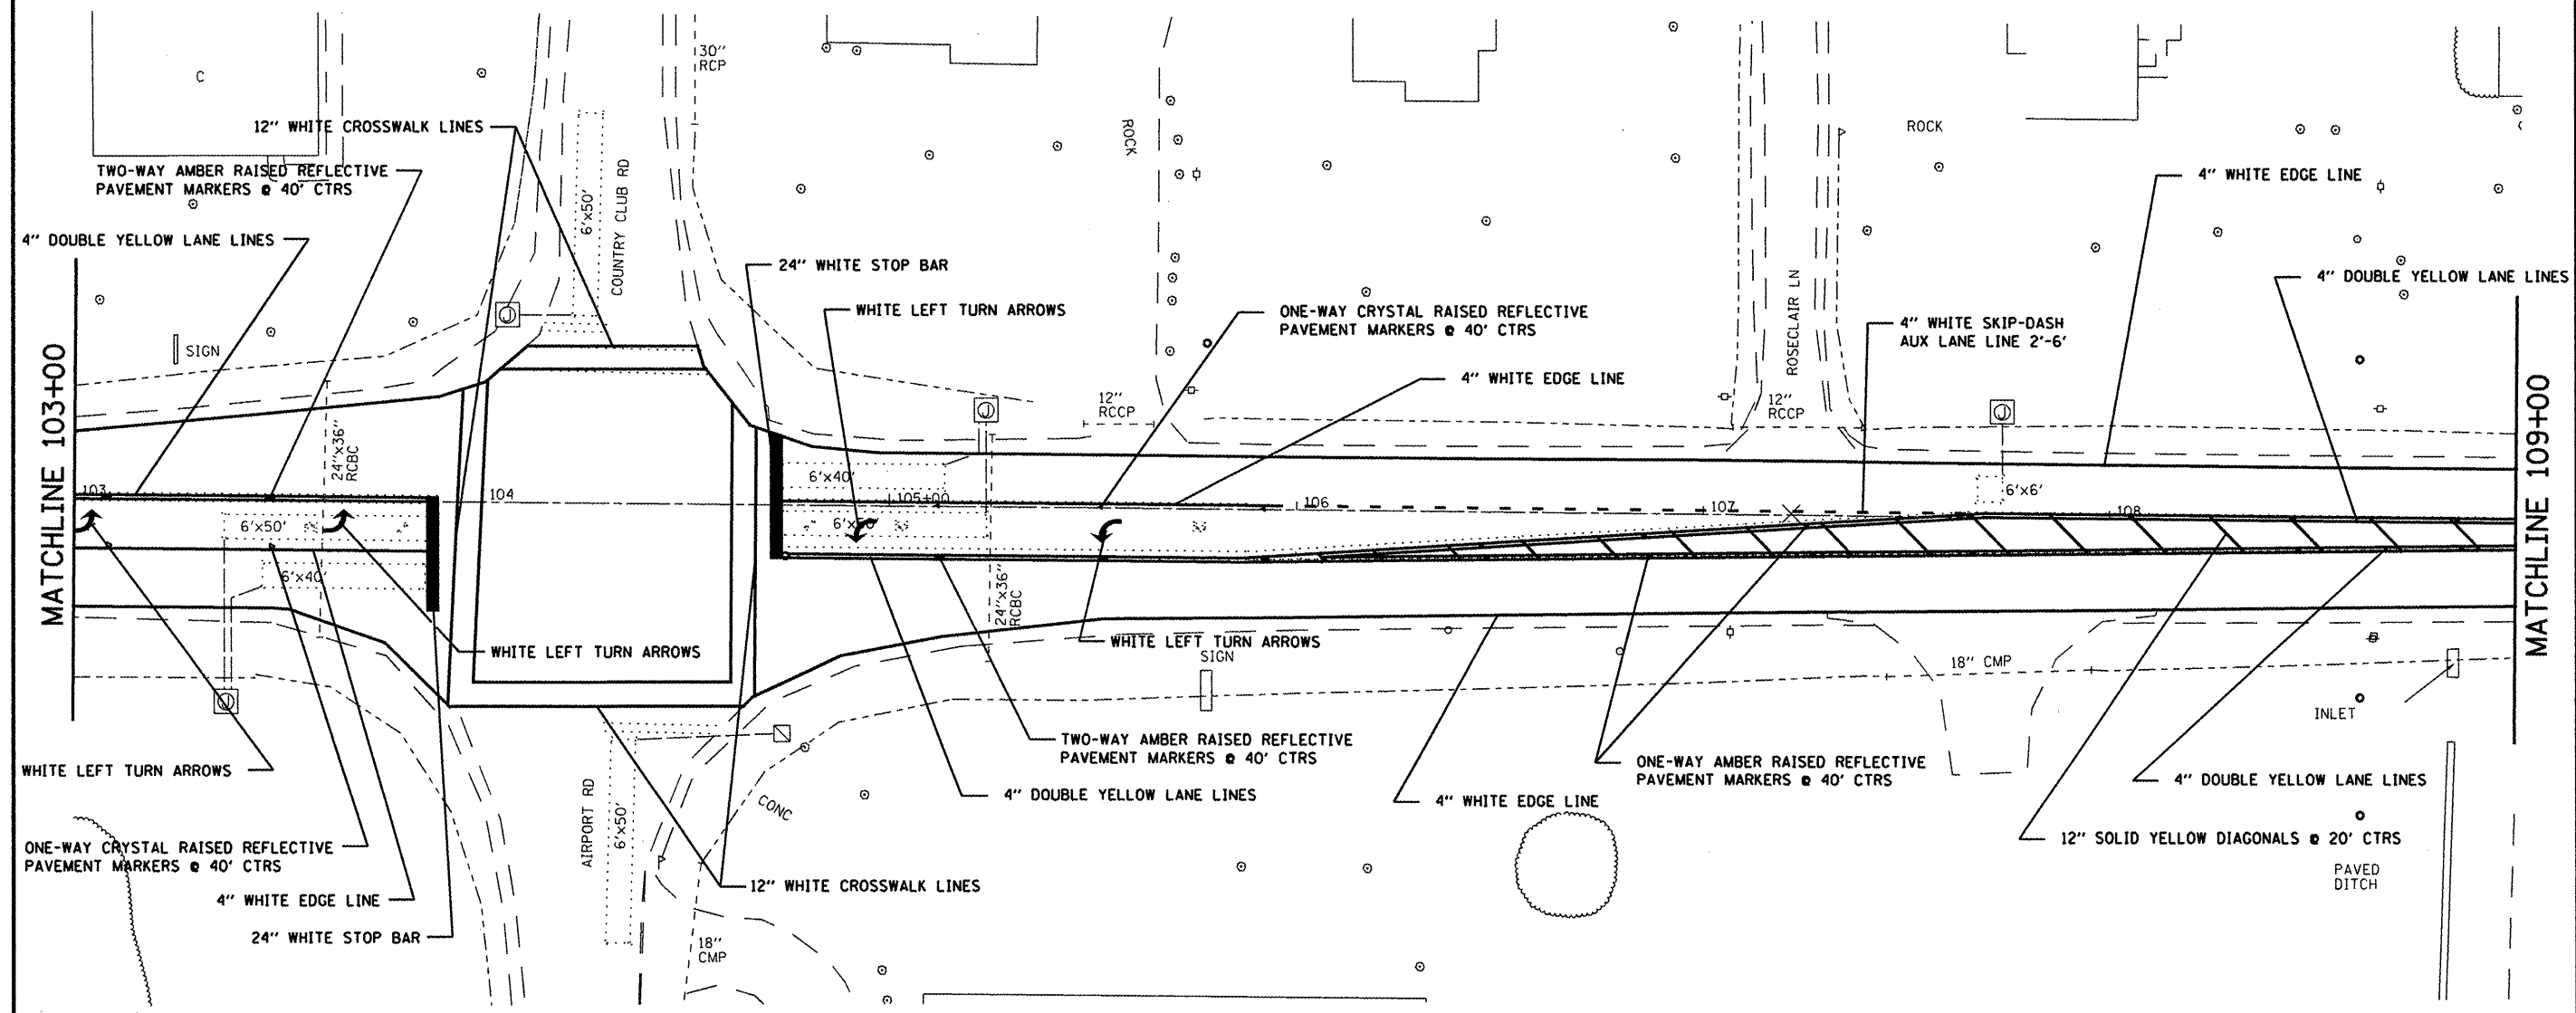 30"
RCP
C
12" WHITE CROSSWALK LINES
ROCK
ROCK
TWO-WAY AMBER RAISED REFLECTIVE
PAVEMENT MARKERS @ 40' CTRS
6'x50'
COUNTRY CLUB RD
4" WHITE EDGE LINE
4" DOUBLE YELLOW LANE LINES
24" WHITE STOP BAR
WHITE LEFT TURN ARROWS
ONE-WAY CRYSTAL RAISED REFLECTIVE
PAVEMENT MARKERS @ 40' CTRS
ROSECLAIR LN
4" DOUBLE YELLOW LANE LINES
4" WHITE SKIP-DASH
AUX LANE LINE 2'-6'
J
SIGN
MATCHLINE 103+00
4" WHITE EDGE LINE
12"
RCCP
12"
RCCP
J
J
MATCHLINE 109+00
24"x36"
RCBC
6'x40'
103
104
105+00
106
107
108
6'x6'
6'x50'
6'x40'
24"x36"
RCBC
WHITE LEFT TURN ARROWS
WHITE LEFT TURN ARROWS
SIGN
18" CMP
J
INLET
TWO-WAY AMBER RAISED REFLECTIVE
PAVEMENT MARKERS @ 40' CTRS
ONE-WAY AMBER RAISED REFLECTIVE
PAVEMENT MARKERS @ 40' CTRS
WHITE LEFT TURN ARROWS
4" DOUBLE YELLOW LANE LINES
4" DOUBLE YELLOW LANE LINES
4" WHITE EDGE LINE
CONC
AIRPORT RD
6'x50'
12" SOLID YELLOW DIAGONALS @ 20' CTRS
ONE-WAY CRYSTAL RAISED REFLECTIVE
PAVEMENT MARKERS @ 40' CTRS
PAVED
DITCH
12" WHITE CROSSWALK LINES
4" WHITE EDGE LINE
24" WHITE STOP BAR
18"
CMP